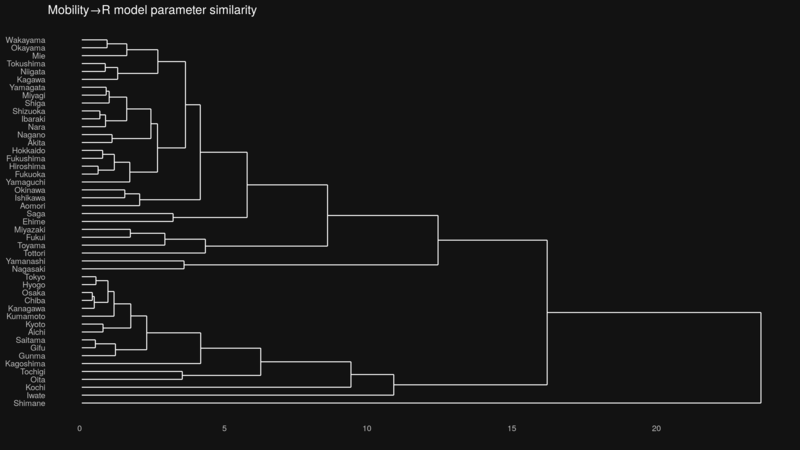 Mobility→R model parameter similarity
Wakayama
Okayama
Mie
Tokushima
Niigata
Kagawa
Yamagata
Miyagi
Shiga
Shizuoka
Ibaraki
Nara
Nagano
Akita
Hokkaido
Fukushima
Hiroshima
Fukuoka
Yamaguchi
Okinawa
Ishikawa
Aomori
Saga
Ehime
Miyazaki
Fukui
Toyama
Tottori
Yamanashi
Nagasaki
Tokyo
Hyogo
Osaka
Chiba
Kanagawa
Kumamoto
Kyoto
Aichi
Saitama
Gifu
Gunma
Kagoshima
Tochigi
Oita
Kochi
Iwate
Shimane
0 5 10 15 20